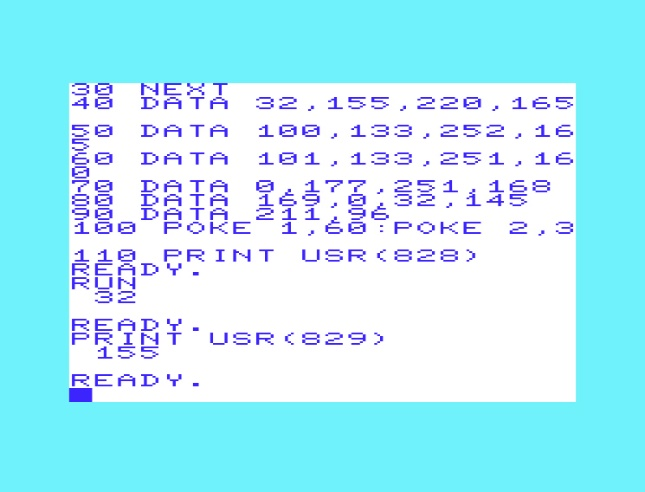 30 NEXT
40 DATA 32,155,220,165
50 DATA 100,133,252,16
5
60 DATA 101,133,251,16
0
70 DATA 0,177,251,168
80 DATA 169,0,32,145
90 DATA 211,96
100 POKE 1,60:POKE 2,3
110 PRINT USR(828)
READY.
RUN
32
READY.
PRINT USR(829)
155
READY.